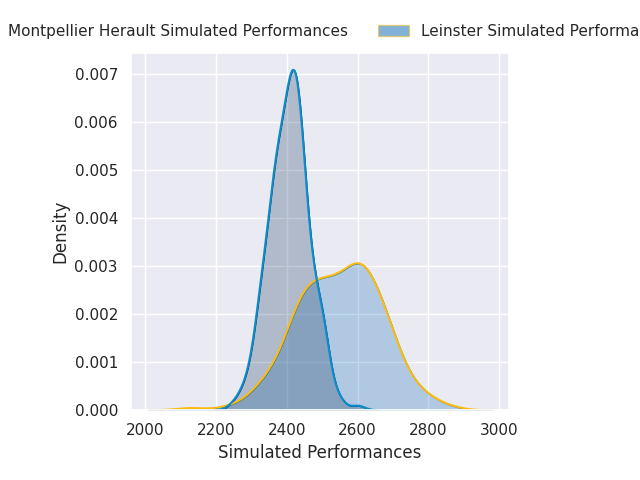 Montpellier Herault Simulated Performances
Leinster Simulated Performa
0.007
0.006
0.005
0.004
0.003
0.002
0.001
0.000
Density
2000 2200 2400 2600 2800 3000
Simulated Performances